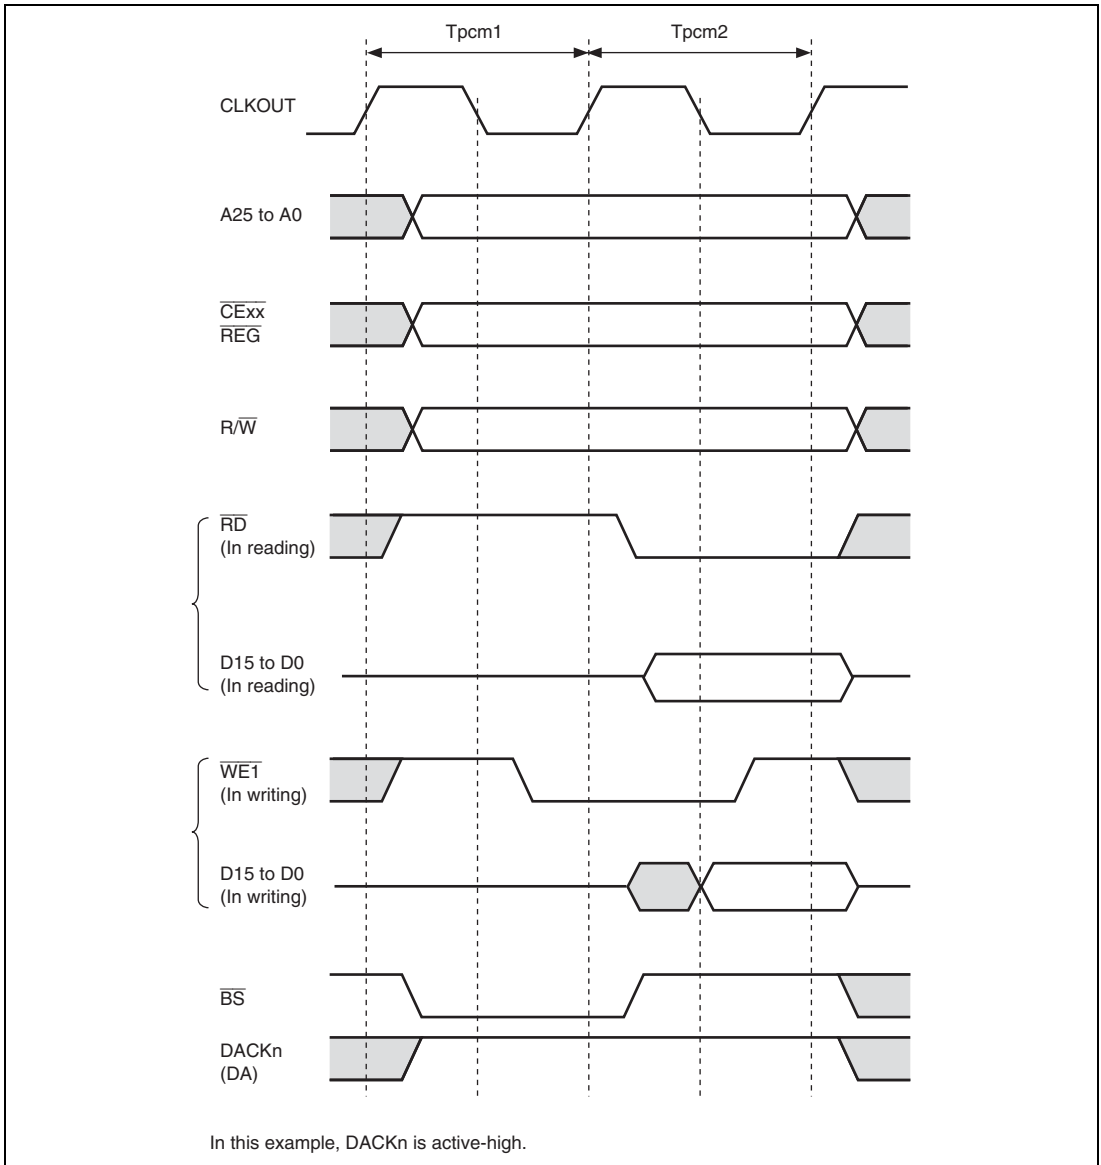 Tpcm1 Tpcm2
CLKOUT
A25 to A0
CExx
REG
R/W
RD
(In reading)
D15 to D0
(In reading)
WE1
(In writing)
D15 to D0
(In writing)
BS
DACKn
(DA)
In this example, DACKn is active-high.